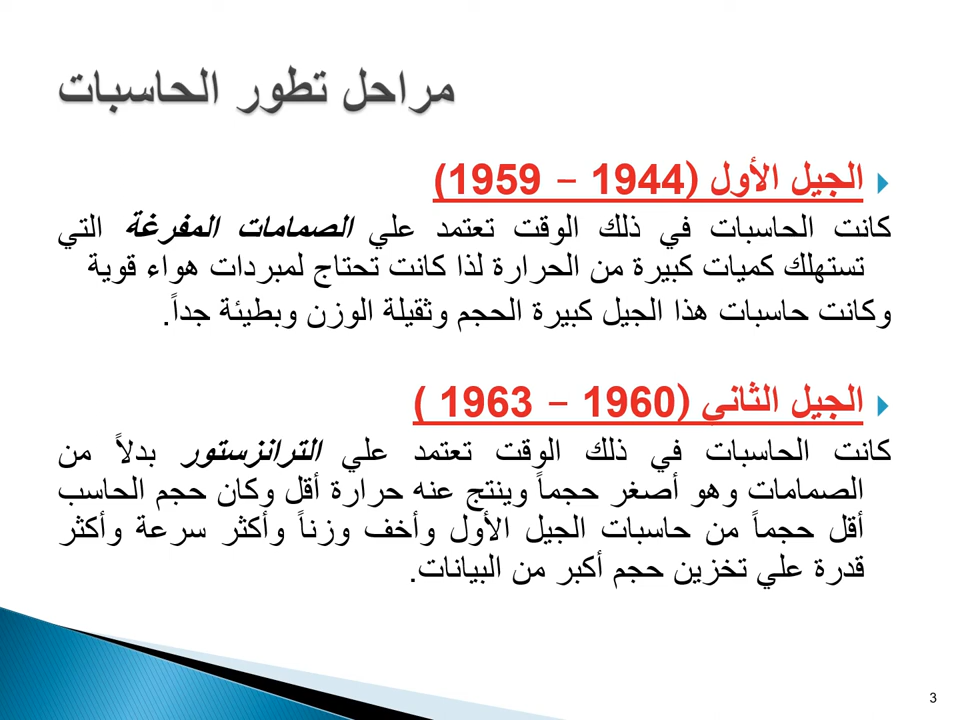 مراحل تطور الحاسبات
الجيل الأول (1944 – 1959)
كانت الحاسبات في ذلك الوقت تعتمد علي الصمامات المفرغة التي
تستهلك كميات كبيرة من الحرارة لذا كانت تحتاج لمبردات هواء قوية
وكانت حاسبات هذا الجيل كبيرة الحجم وثقيلة الوزن وبطيئة جداً.
الجيل الثاني (1960 – 1963 )
كانت الحاسبات في ذلك الوقت تعتمد علي الترانزستور بدلاً من
الصمامات وهو أصغر حجماً وينتج عنه حرارة أقل وكان حجم الحاسب
أقل حجماً من حاسبات الجيل الأول وأخف وزناً وأكثر سرعة وأكثر
قدرة علي تخزين حجم أكبر من البيانات.
3